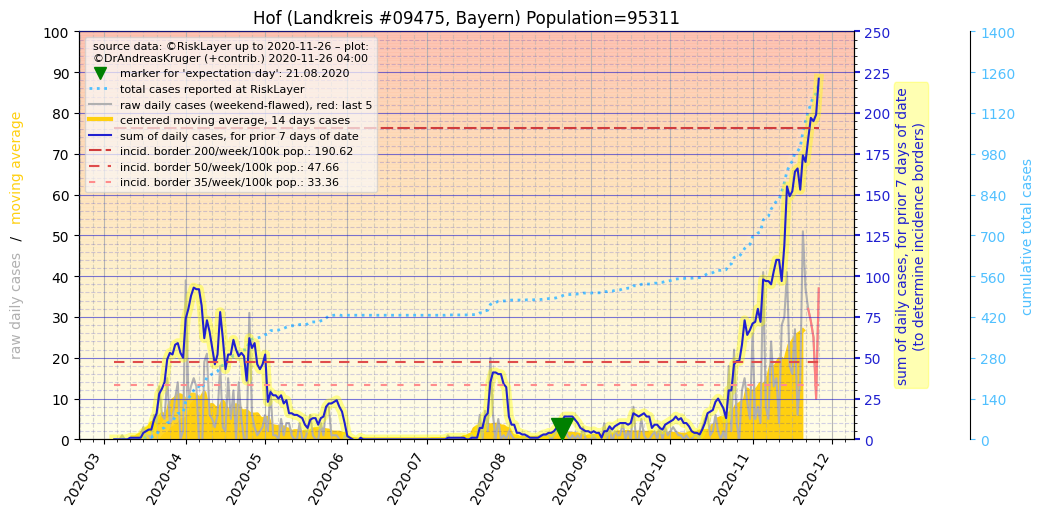 Hof (Landkreis #09475, Bayern) Population=95311
source data: ©RiskLayer up to 2020-11-26 – plot:
©DrAndreasKruger (+contrib.) 2020-11-26 04:00
marker for 'expectation day': 21.08.2020
total cases reported at RiskLayer
raw daily cases (weekend-flawed), red: last 5
centered moving average, 14 days cases
sum of daily cases, for prior 7 days of date
incid. border 200/week/100k pop.: 190.62
incid. border 50/week/100k pop.: 47.66
incid. border 35/week/100k pop.: 33.36
raw daily cases / moving average
100
90
80
70
60
50
40
30
20
10
0
2020-03
2020-04
2020-05
2020-06
2020-07
2020-08
2020-09
2020-10
2020-11
2020-12
250
225
200
175
150
125
100
75
50
25
0
sum of daily cases, for prior 7 days of date
(to determine incidence borders)
1400
1260
1120
980
840
700
560
420
280
140
0
cumulative total cases